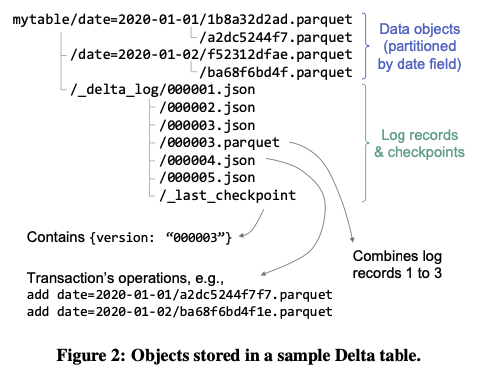 mytable/date=2020-01-01/1b8a32d2ad.parquet
/a2dc5244f7.parquet
/date=2020-01-02/f52312dfae.parquet
/ba68f6bd4f.parquet
/_delta_log/000001.json
/000002.json
/000003.json
/000003.parquet
/000004.json
/000005.json
/_last_checkpoint
Data objects
(partitioned
by date field)
Log records
& checkpoints
Contains {version: “000003”}
Combines log
records 1 to 3
Transaction’s operations, e.g.,
add date=2020-01-01/a2dc5244f7f7.parquet
add date=2020-01-02/ba68f6bd4f1e.parquet
Figure 2: Objects stored in a sample Delta table.